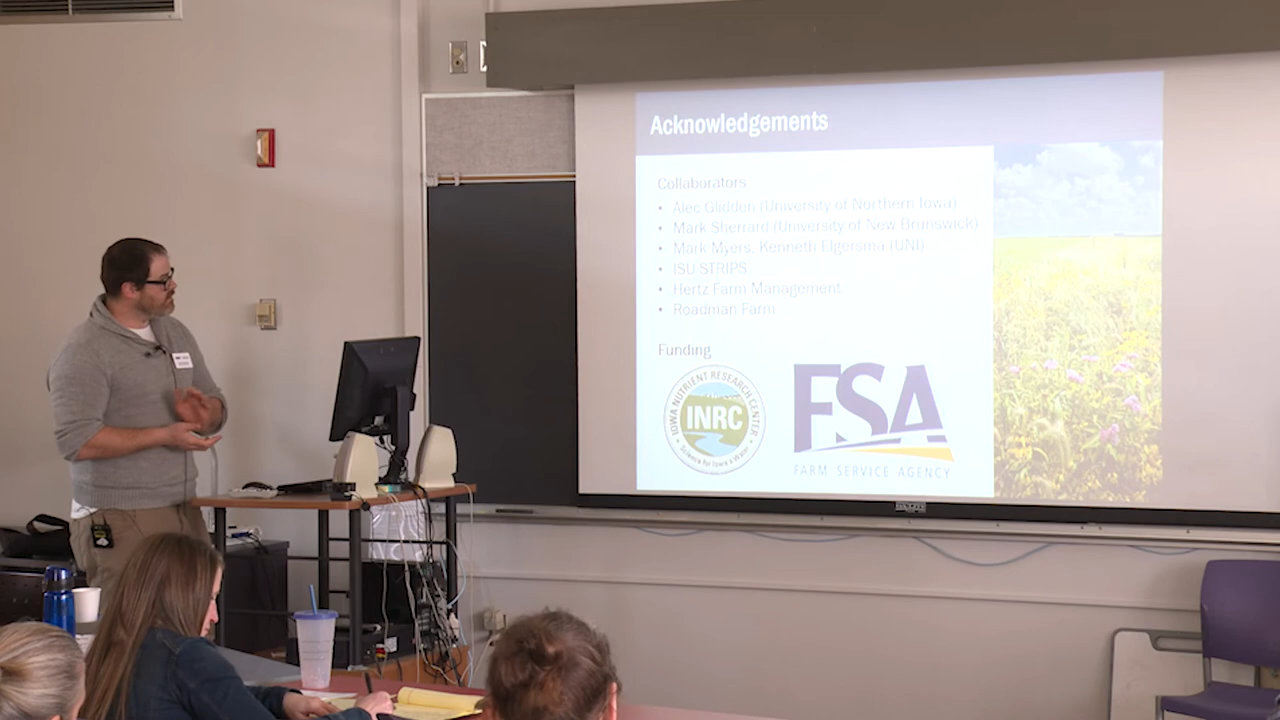 Acknowledgements
Collaborators
• Alec Glidden (University of Northern Iowa)
• Mark Sherrard (University of New Brunswick)
• Mark Myers, Kenneth Elgersma (UNI)
• ISU STRIPS
• Hertz Farm Management
• Roadman Farm
Funding
IOWA NUTRIENT RESEARCH CENTER
INRC
Science for Iowa's Water
FSA
FARM SERVICE AGENCY